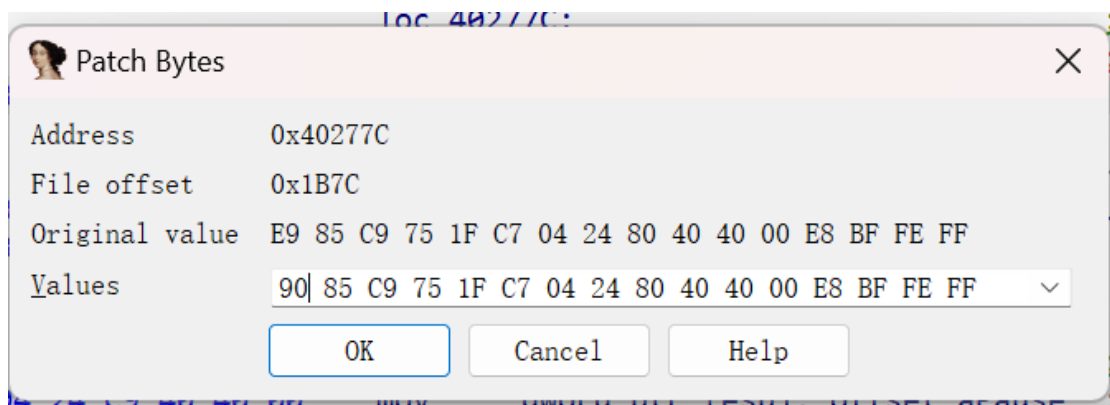 loc 40277C:
Patch Bytes
Address 0x40277C
File offset 0x1B7C
Original value E9 85 C9 75 1F C7 04 24 80 40 40 00 E8 BF FE FF
Values 90 85 C9 75 1F C7 04 24 80 40 40 00 E8 BF FE FF
OK Cancel Help